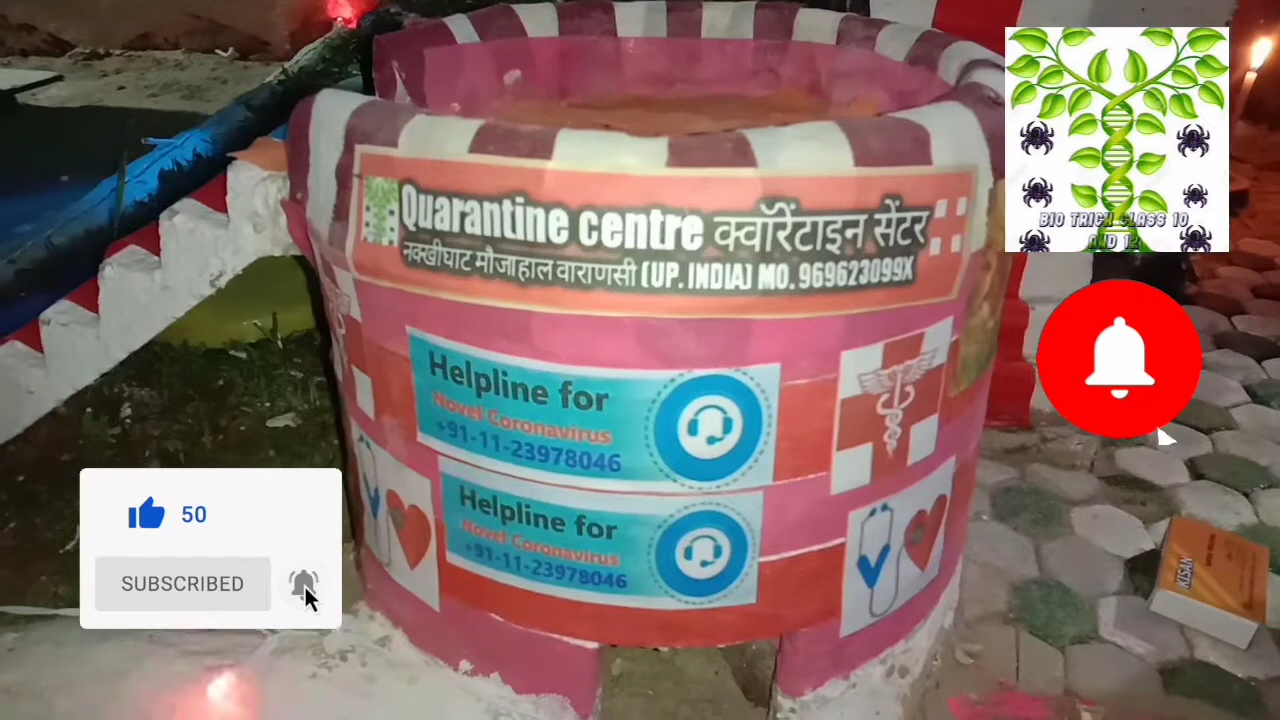 Quarantine centre क्वॉरेंटाइन सेंटर
नक्खीघाट मौजाहाल वाराणसी (UP. INDIA) MO. 969623099X
Helpline for
Novel Coronavirus
+91-11-23978046
Helpline for
Novel Coronavirus
+91-11-23978046
BIO TRICK CLASS 10
AND 12
50
SUBSCRIBED
KISAN